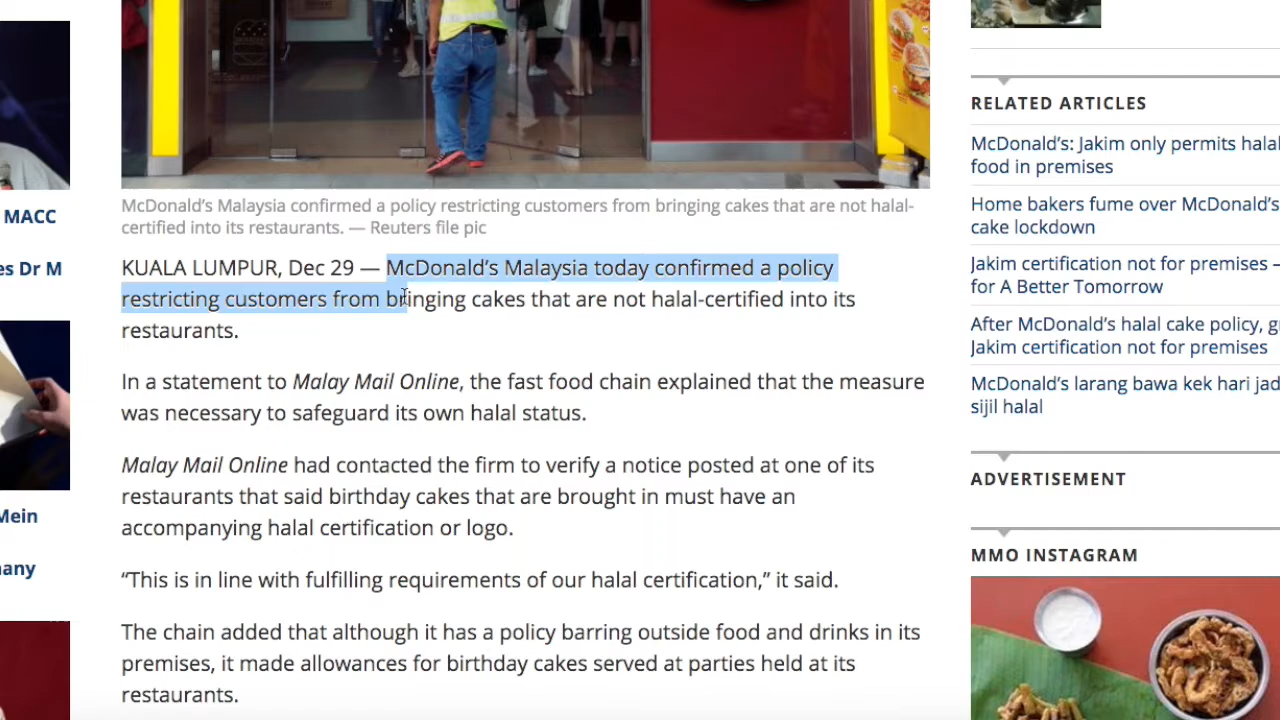 MACC
es Dr M
Mein
many
McDonald’s Malaysia confirmed a policy restricting customers from bringing cakes that are not halal-
certified into its restaurants. — Reuters file pic
KUALA LUMPUR, Dec 29 — McDonald’s Malaysia today confirmed a policy
restricting customers from bringing cakes that are not halal-certified into its
restaurants.
In a statement to Malay Mail Online, the fast food chain explained that the measure
was necessary to safeguard its own halal status.
Malay Mail Online had contacted the firm to verify a notice posted at one of its
restaurants that said birthday cakes that are brought in must have an
accompanying halal certification or logo.
“This is in line with fulfilling requirements of our halal certification,” it said.
The chain added that although it has a policy barring outside food and drinks in its
premises, it made allowances for birthday cakes served at parties held at its
restaurants.
RELATED ARTICLES
McDonald’s: Jakim only permits halal
food in premises
Home bakers fume over McDonald’s
cake lockdown
Jakim certification not for premises –
for A Better Tomorrow
After McDonald’s halal cake policy, g
Jakim certification not for premises
McDonald’s larang bawa kek hari jad
sijil halal
ADVERTISEMENT
MMO INSTAGRAM